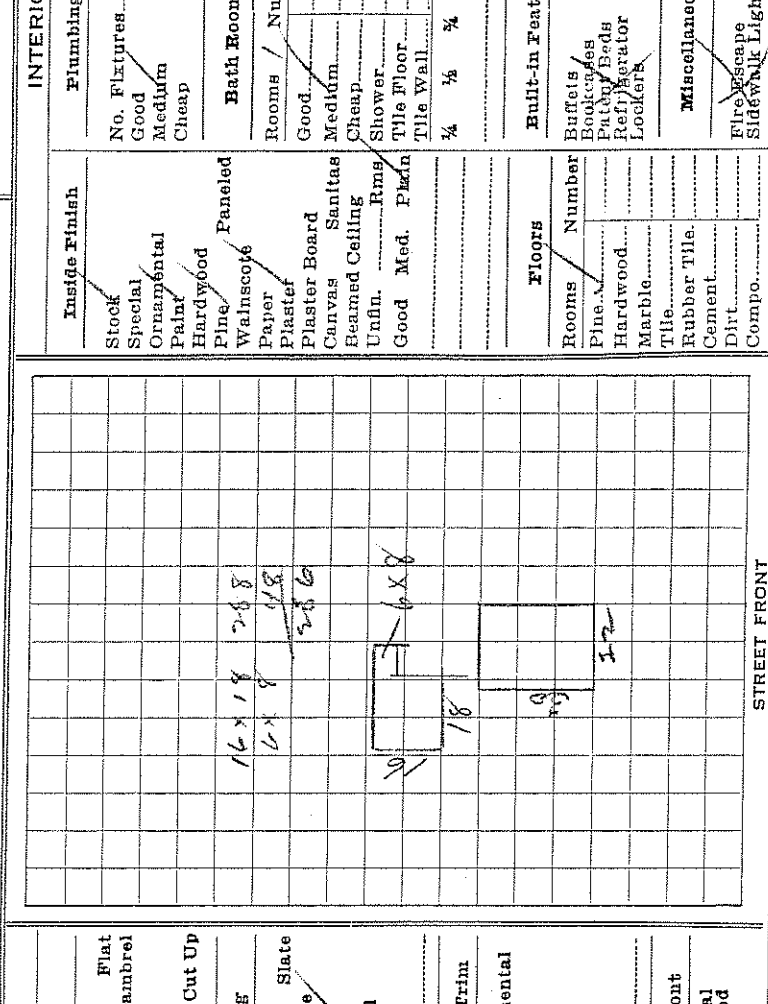 INTERIO
Plumbing
No. Fixtures
Good
Medium
Cheap
Bath Room
Rooms / Nu
Good
Medium
Cheap
Shower
Tile Floor
Tile Wall
¼ ½ ¾
Built-in Feat
Buffets
Bookcases
Patent Beds
Refrigerator
Lockers
Miscellaneo
Fire Escape
Sidewalk Ligh
Inside Finish
Stock
Special
Ornamental
Paint
Hardwood
Pine Paneled
Wainscote
Paper
Plaster
Plaster Board
Canvas Sanitas
Beamed Ceiling
Unfin. Rms.
Good Med. Plain
Floors
Rooms Number
Pine
Hardwood
Marble
Tile
Rubber Tile
Cement
Dirt
Compo.
16 x 18 288
6 x 8 48
6 X 8
18
12
STREET FRONT
Flat
ambrel
Cut Up
g
Slate
e
l
Trim
ental
ont
al
d